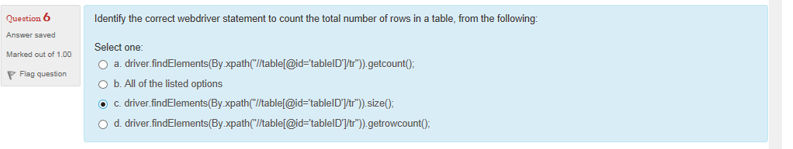 Question 6
Answer saved
Marked out of 1.00
Flag question
Identify the correct webdriver statement to count the total number of rows in a table, from the following:
Select one:
a. driver.findElements(By.xpath("//table[@id='tableID']/tr")).getcount();
b. All of the listed options
c. driver.findElements(By.xpath("//table[@id='tableID']/tr")).size();
d. driver.findElements(By.xpath("//table[@id='tableID']/tr")).getrowcount();